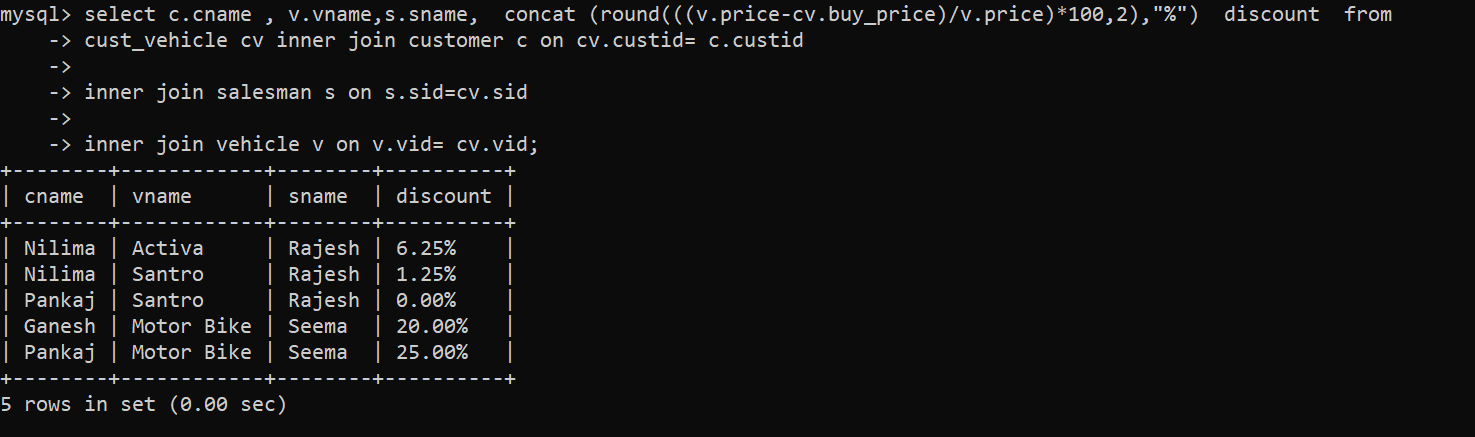 mysql> select c.cname , v.vname,s.sname,  concat (round(((v.price-cv.buy_price)/v.price)*100,2),"%")  discount  from
    -> cust_vehicle cv inner join customer c on cv.custid= c.custid
    ->
    -> inner join salesman s on s.sid=cv.sid
    ->
    -> inner join vehicle v on v.vid= cv.vid;
+--------+------------+--------+----------+
| cname  | vname      | sname  | discount |
+--------+------------+--------+----------+
| Nilima | Activa     | Rajesh | 6.25%    |
| Nilima | Santro     | Rajesh | 1.25%    |
| Pankaj | Santro     | Rajesh | 0.00%    |
| Ganesh | Motor Bike | Seema  | 20.00%   |
| Pankaj | Motor Bike | Seema  | 25.00%   |
+--------+------------+--------+----------+
5 rows in set (0.00 sec)